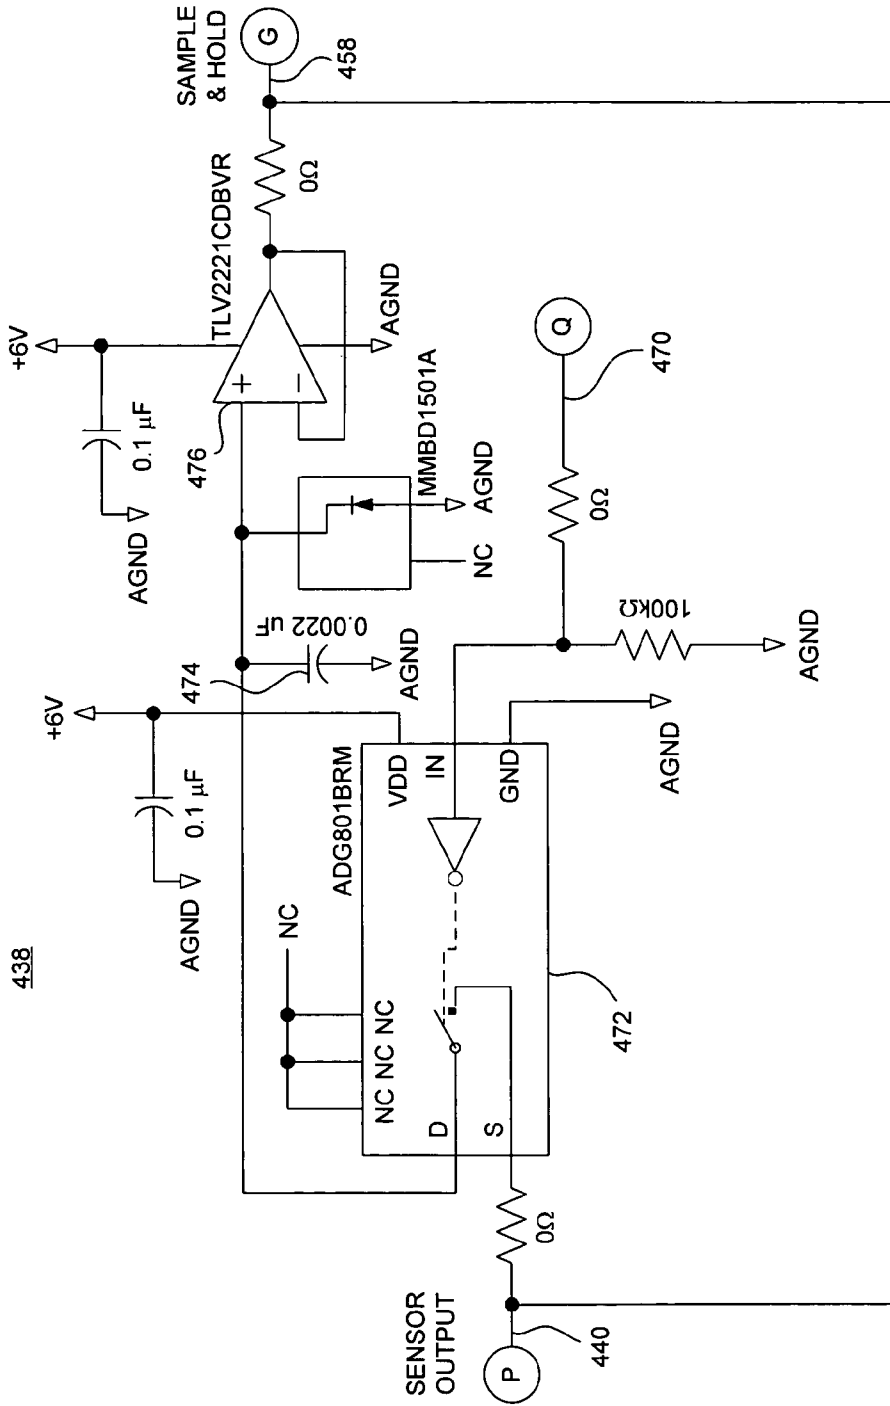 438
+6V
+6V
AGND
0.1 µF
AGND
0.1 µF
SAMPLE
& HOLD
G
458
TLV2221CDBVR
476
474
0.0022 uF
+
−
AGND
MMBD1501A
NC
AGND
AGND
NC
ADG801BRM
NC NC NC
VDD
IN
GND
D
S
472
0Ω
0Ω
Q
470
0Ω
100kΩ
AGND
AGND
SENSOR
OUTPUT
P
440